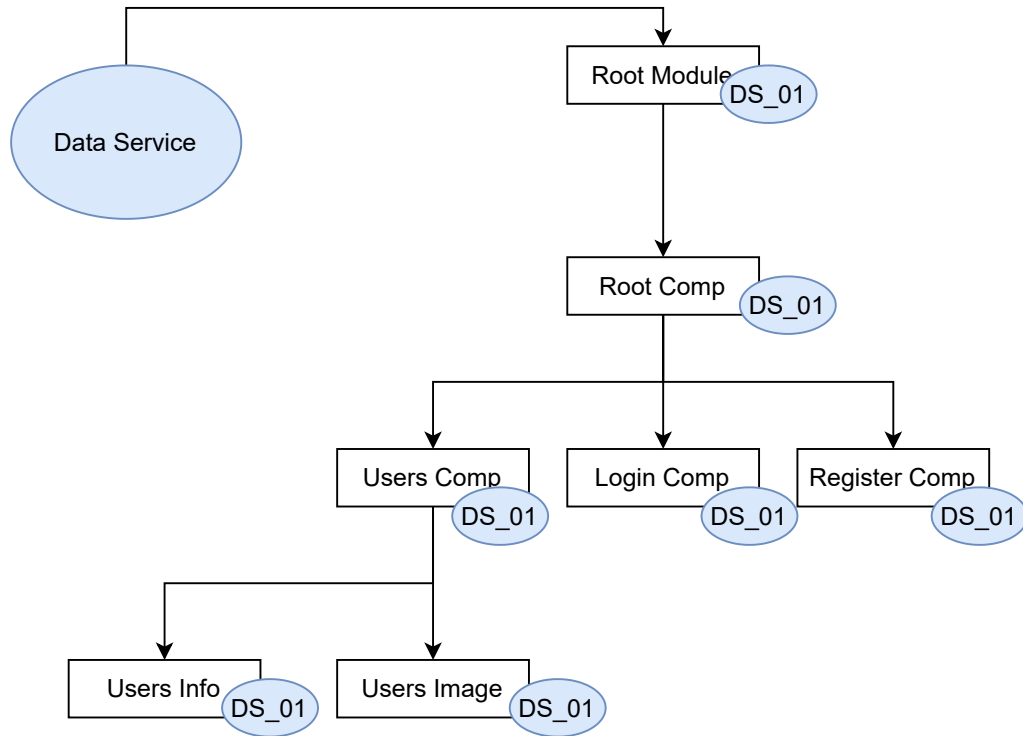 Root Module
DS_01
Data Service
Root Comp
DS_01
Users Comp
DS_01
Login Comp
DS_01
Register Comp
DS_01
Users Info
DS_01
Users Image
DS_01